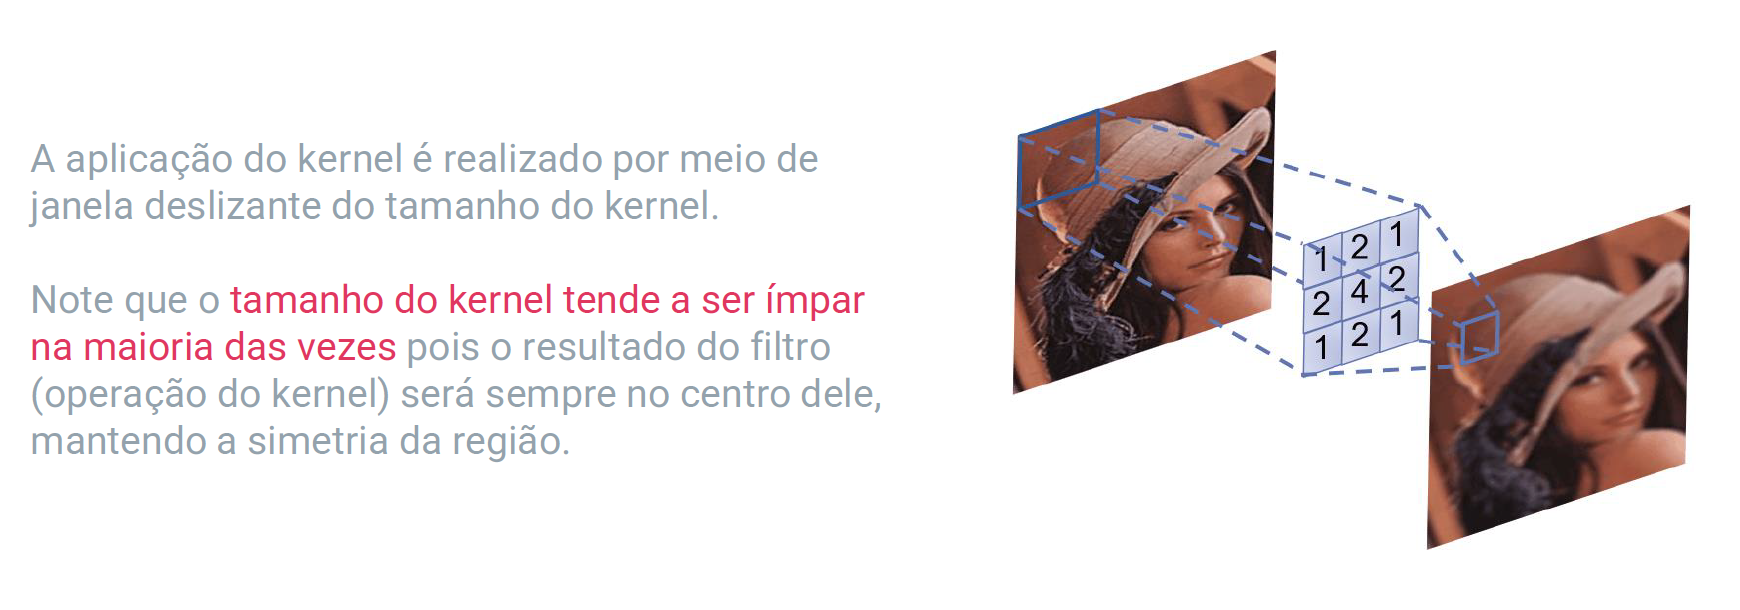 A aplicação do kernel é realizado por meio de
janela deslizante do tamanho do kernel.
Note que o tamanho do kernel tende a ser ímpar
na maioria das vezes pois o resultado do filtro
(operação do kernel) será sempre no centro dele,
mantendo a simetria da região.
1 2 1
2 4 2
1 2 1